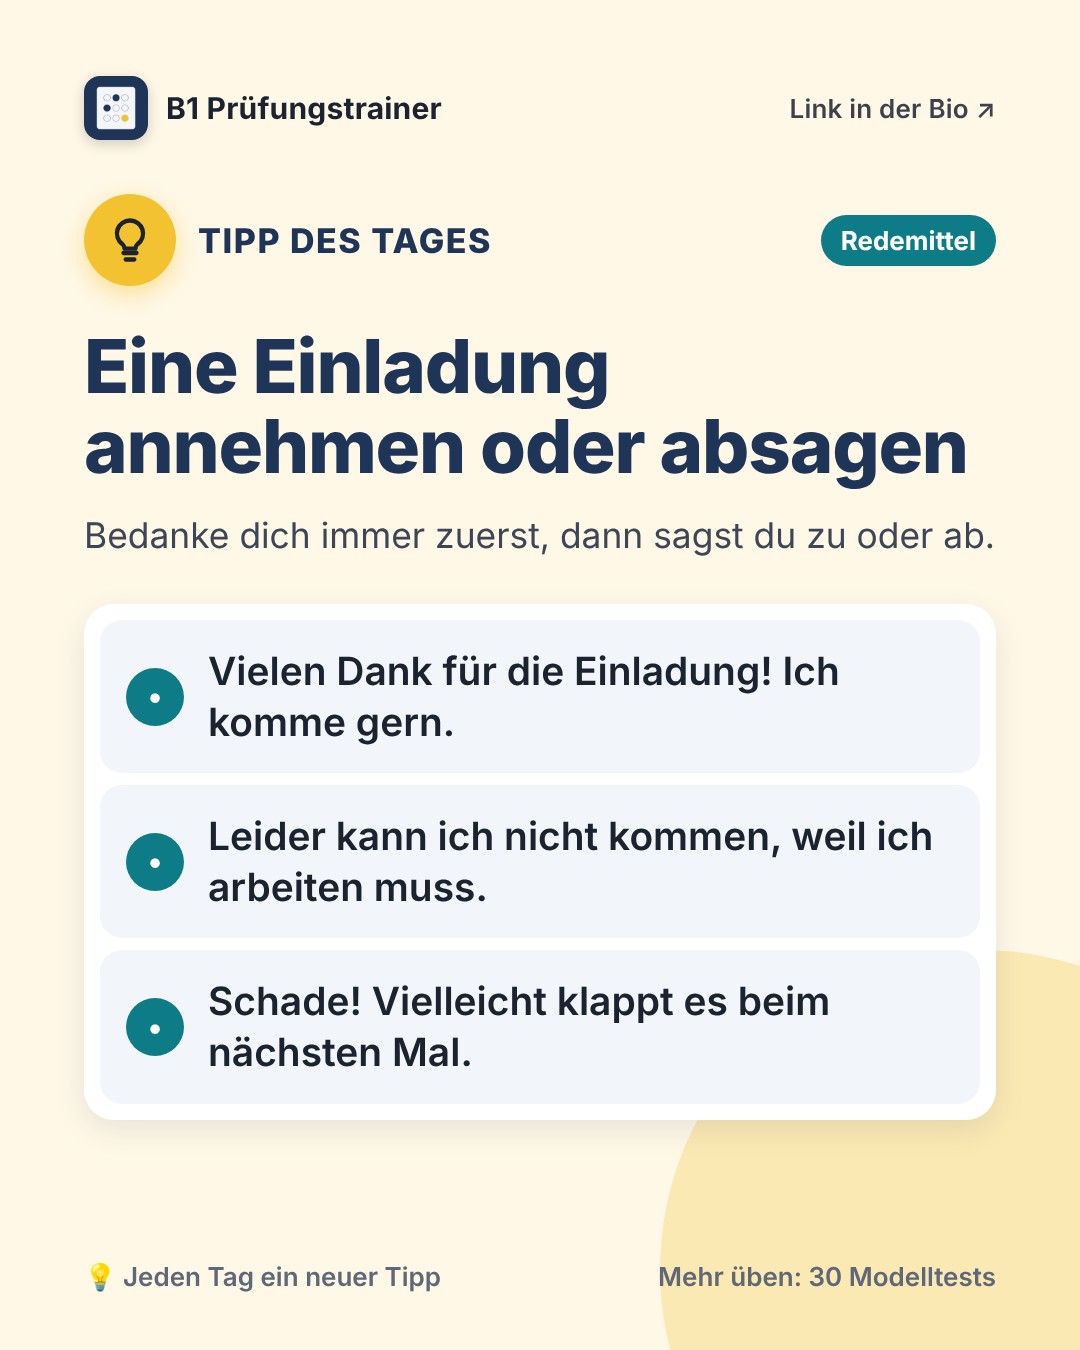 B1 Prüfungstrainer
Link in der Bio ↗
TIPP DES TAGES
Redemittel
Eine Einladung
annehmen oder absagen
Bedanke dich immer zuerst, dann sagst du zu oder ab.
Vielen Dank für die Einladung! Ich
komme gern.
Leider kann ich nicht kommen, weil ich
arbeiten muss.
Schade! Vielleicht klappt es beim
nächsten Mal.
💡 Jeden Tag ein neuer Tipp
Mehr üben: 30 Modelltests